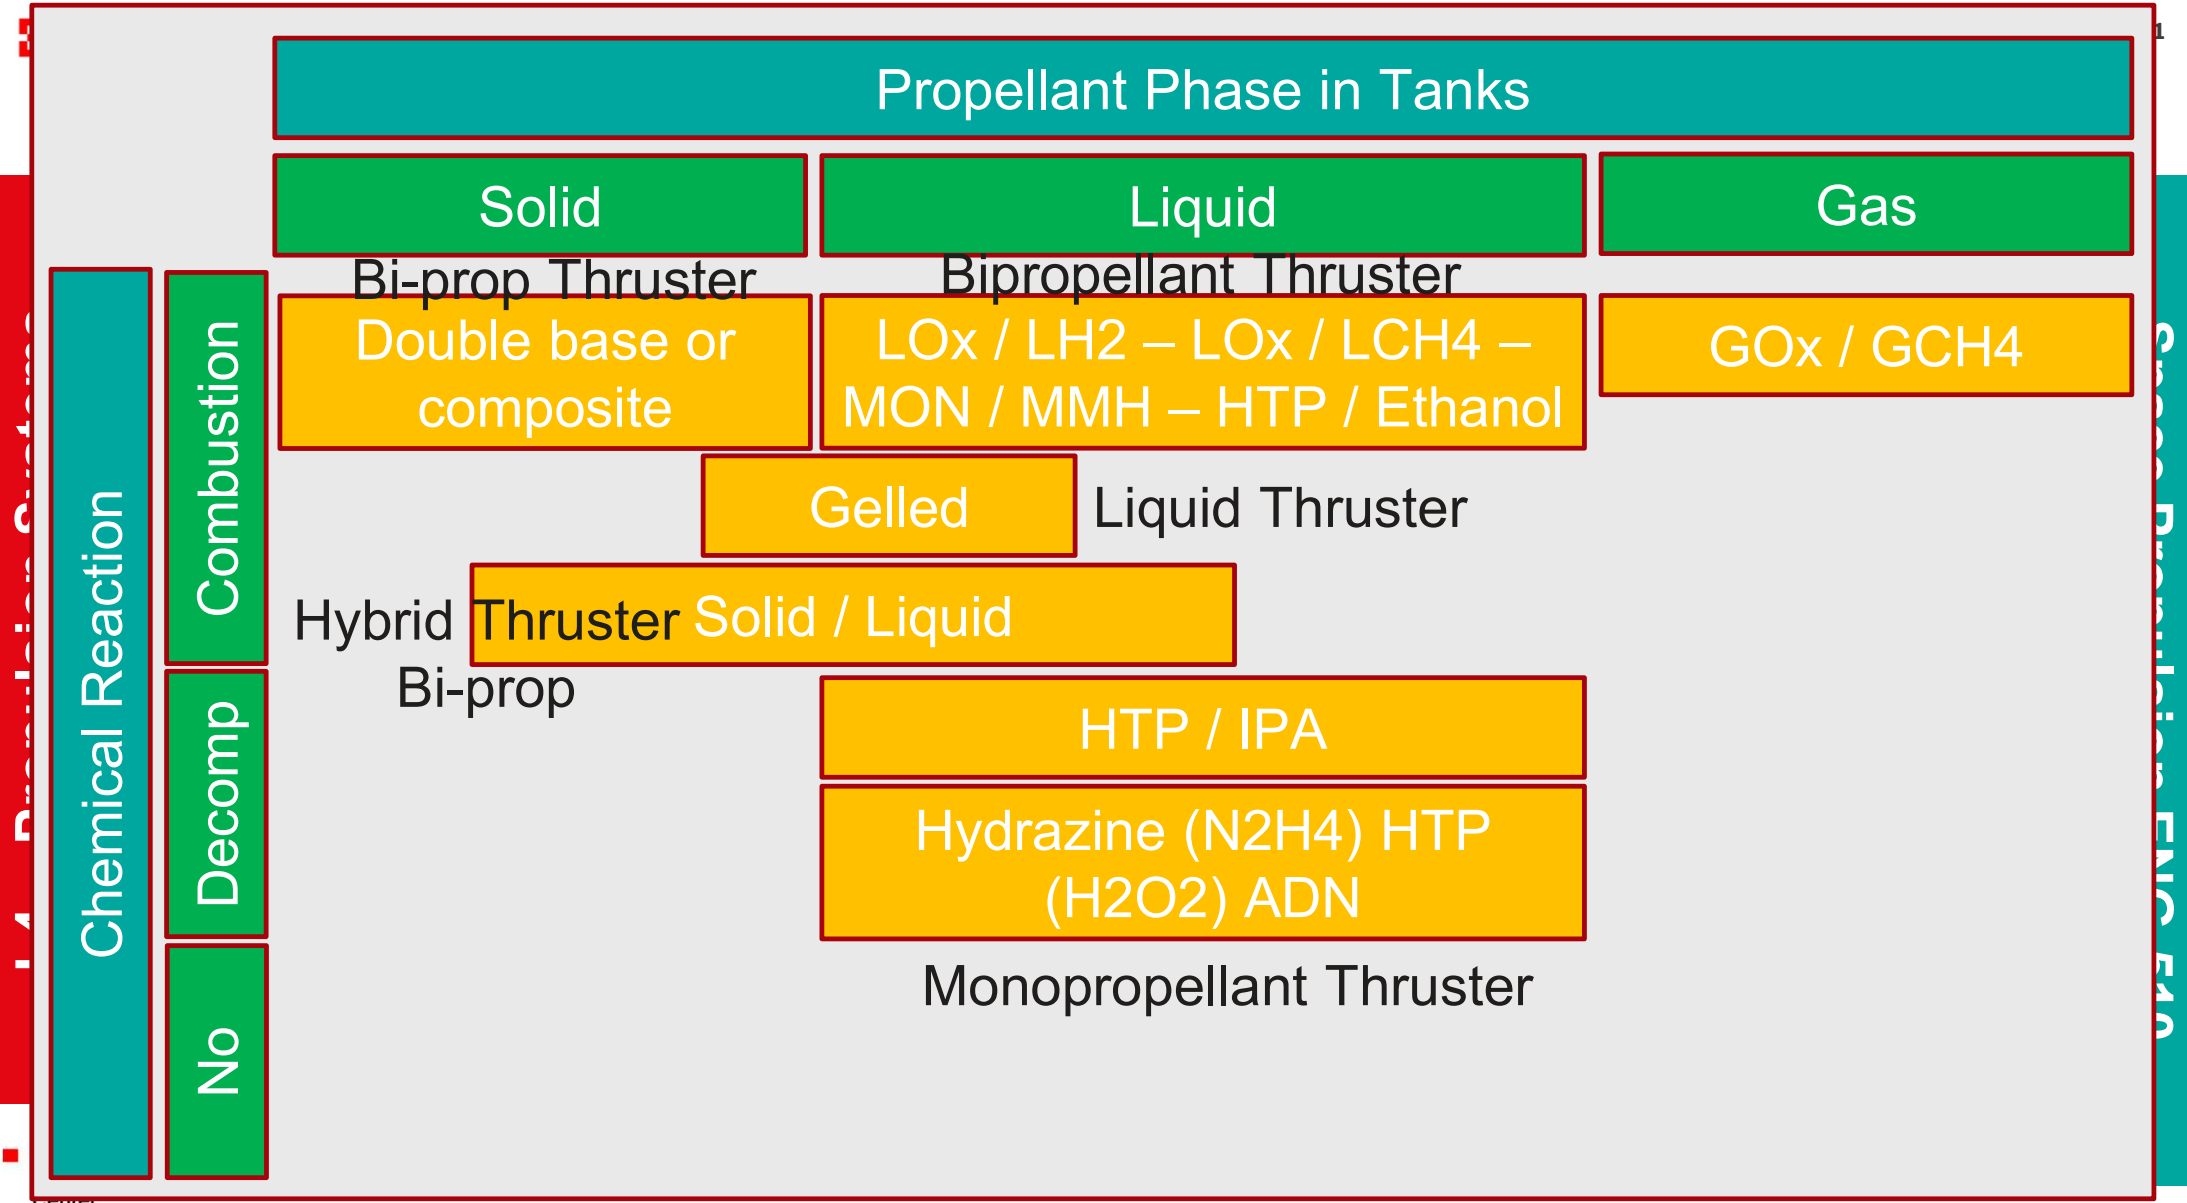 Propellant Phase in Tanks
Solid
Liquid
Gas
Bi-prop Thruster
Bipropellant Thruster
Chemical Reaction
Combustion
Double base or
composite
LOx / LH2 – LOx / LCH4 –
MON / MMH – HTP / Ethanol
GOx / GCH4
Gelled
Liquid Thruster
Hybrid Thruster
Solid / Liquid
Bi-prop
Decomp
HTP / IPA
Hydrazine (N2H4) HTP
(H2O2) ADN
Monopropellant Thruster
No